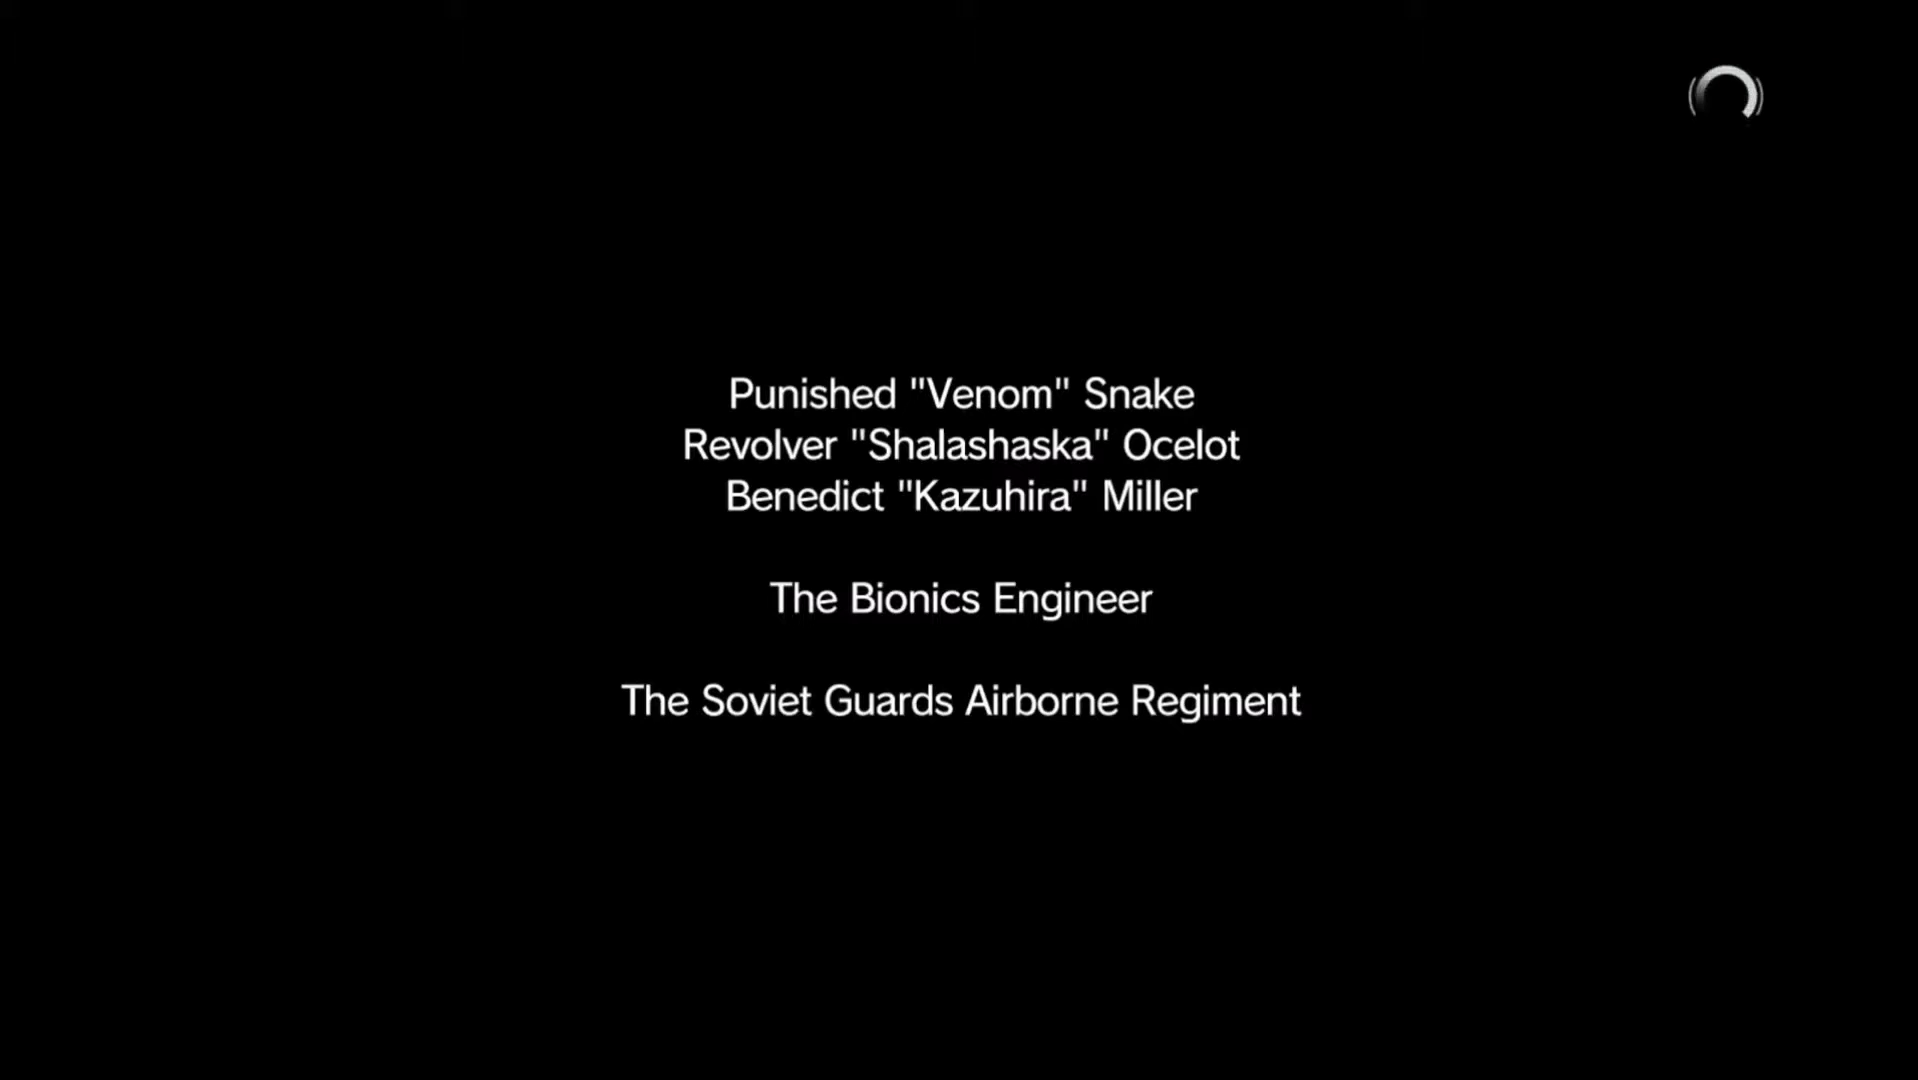 Punished "Venom" Snake
Revolver "Shalashaska" Ocelot
Benedict "Kazuhira" Miller
The Bionics Engineer
The Soviet Guards Airborne Regiment